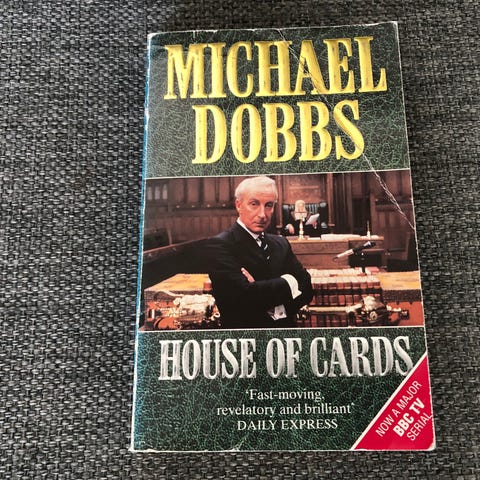 MICHAEL
DOBBS
HOUSE OF CARDS
'Fast-moving,
revelatory and brilliant'
DAILY EXPRESS
NOW A MAJOR
BBC TV
SERIAL